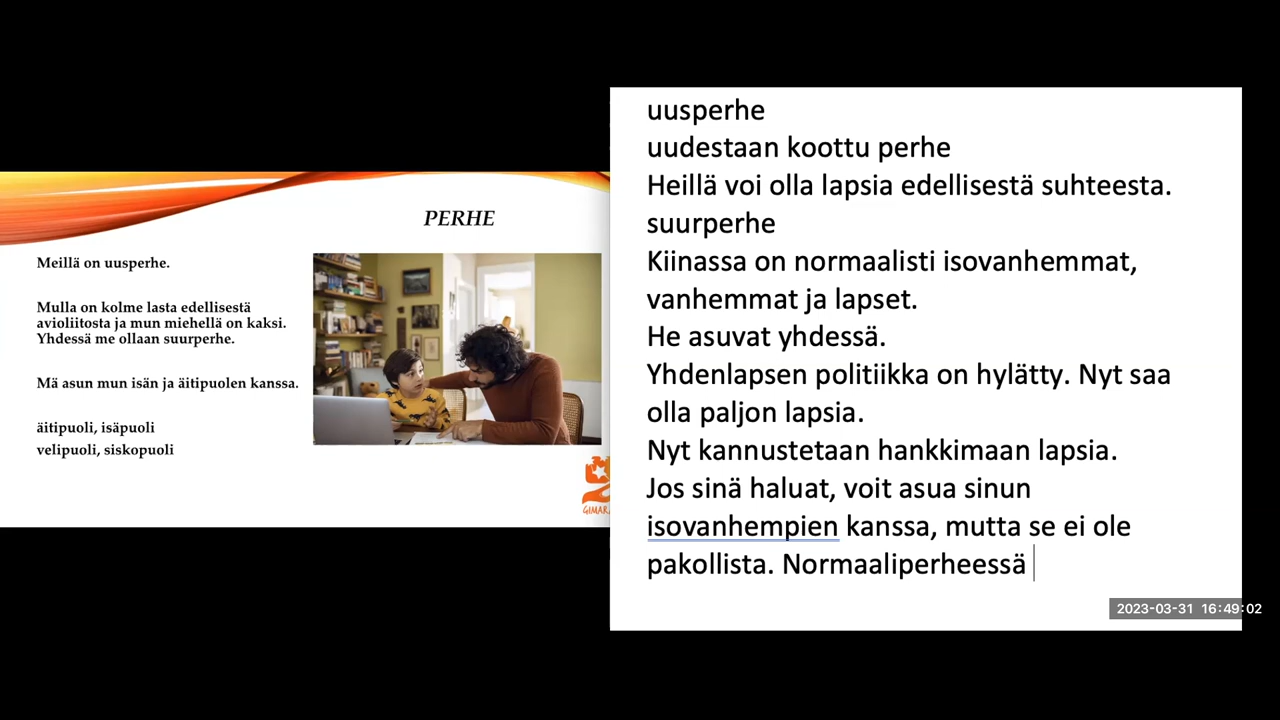 PERHE
Meillä on uusperhe.
Mulla on kolme lasta edellisestä
avioliitosta ja mun miehellä on kaksi.
Yhdessä me ollaan suurperhe.
Mä asun mun isän ja äitipuolen kanssa.
äitipuoli, isäpuoli
velipuoli, siskopuoli
uusperhe
uudestaan koottu perhe
Heillä voi olla lapsia edellisestä suhteesta.
suurperhe
Kiinassa on normaalisti isovanhemmat,
vanhemmat ja lapset.
He asuvat yhdessä.
Yhdenlapsen politiikka on hylätty. Nyt saa
olla paljon lapsia.
Nyt kannustetaan hankkimaan lapsia.
Jos sinä haluat, voit asua sinun
isovanhempien kanssa, mutta se ei ole
pakollista. Normaaliperheessä
2023-03-31 16:49:02